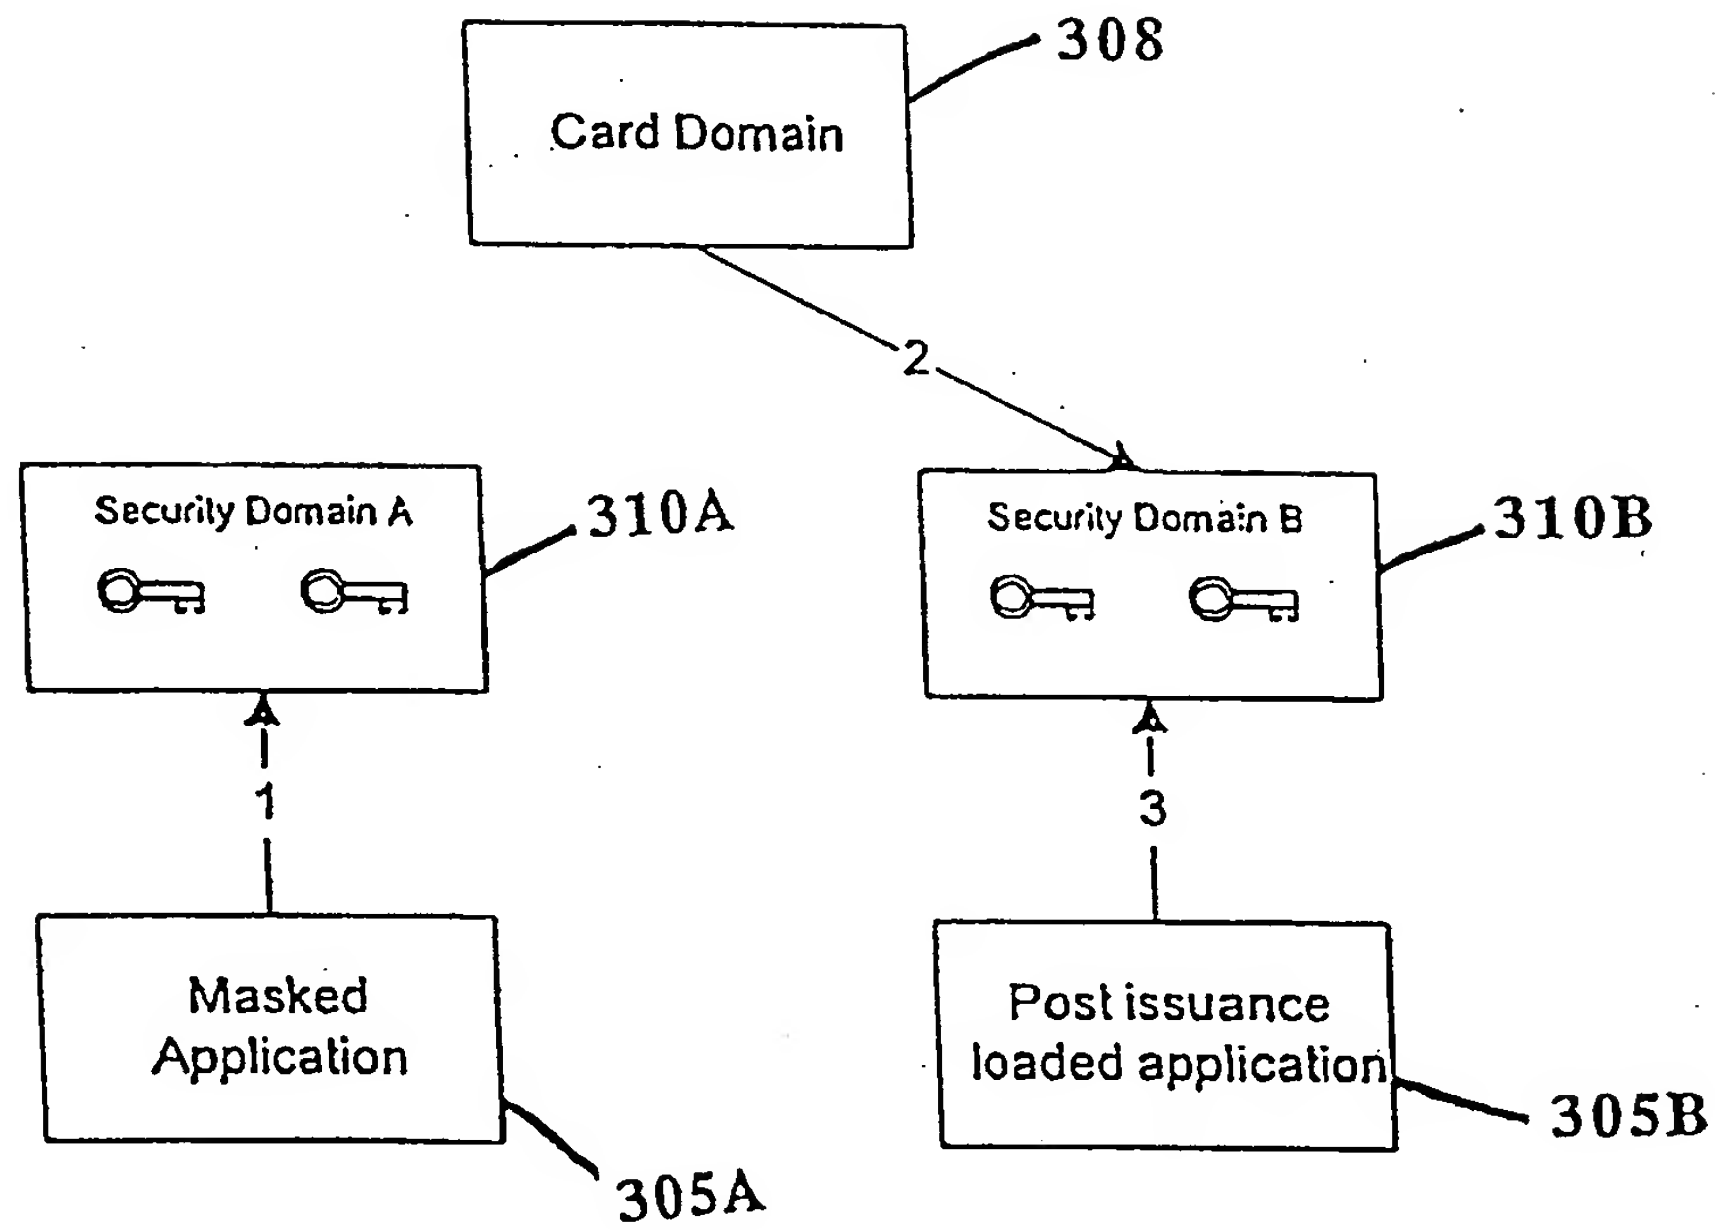 308
Card Domain
2
Security Domain A
310A
Security Domain B
310B
1
3
Masked
Application
305A
Post issuance
loaded application
305B